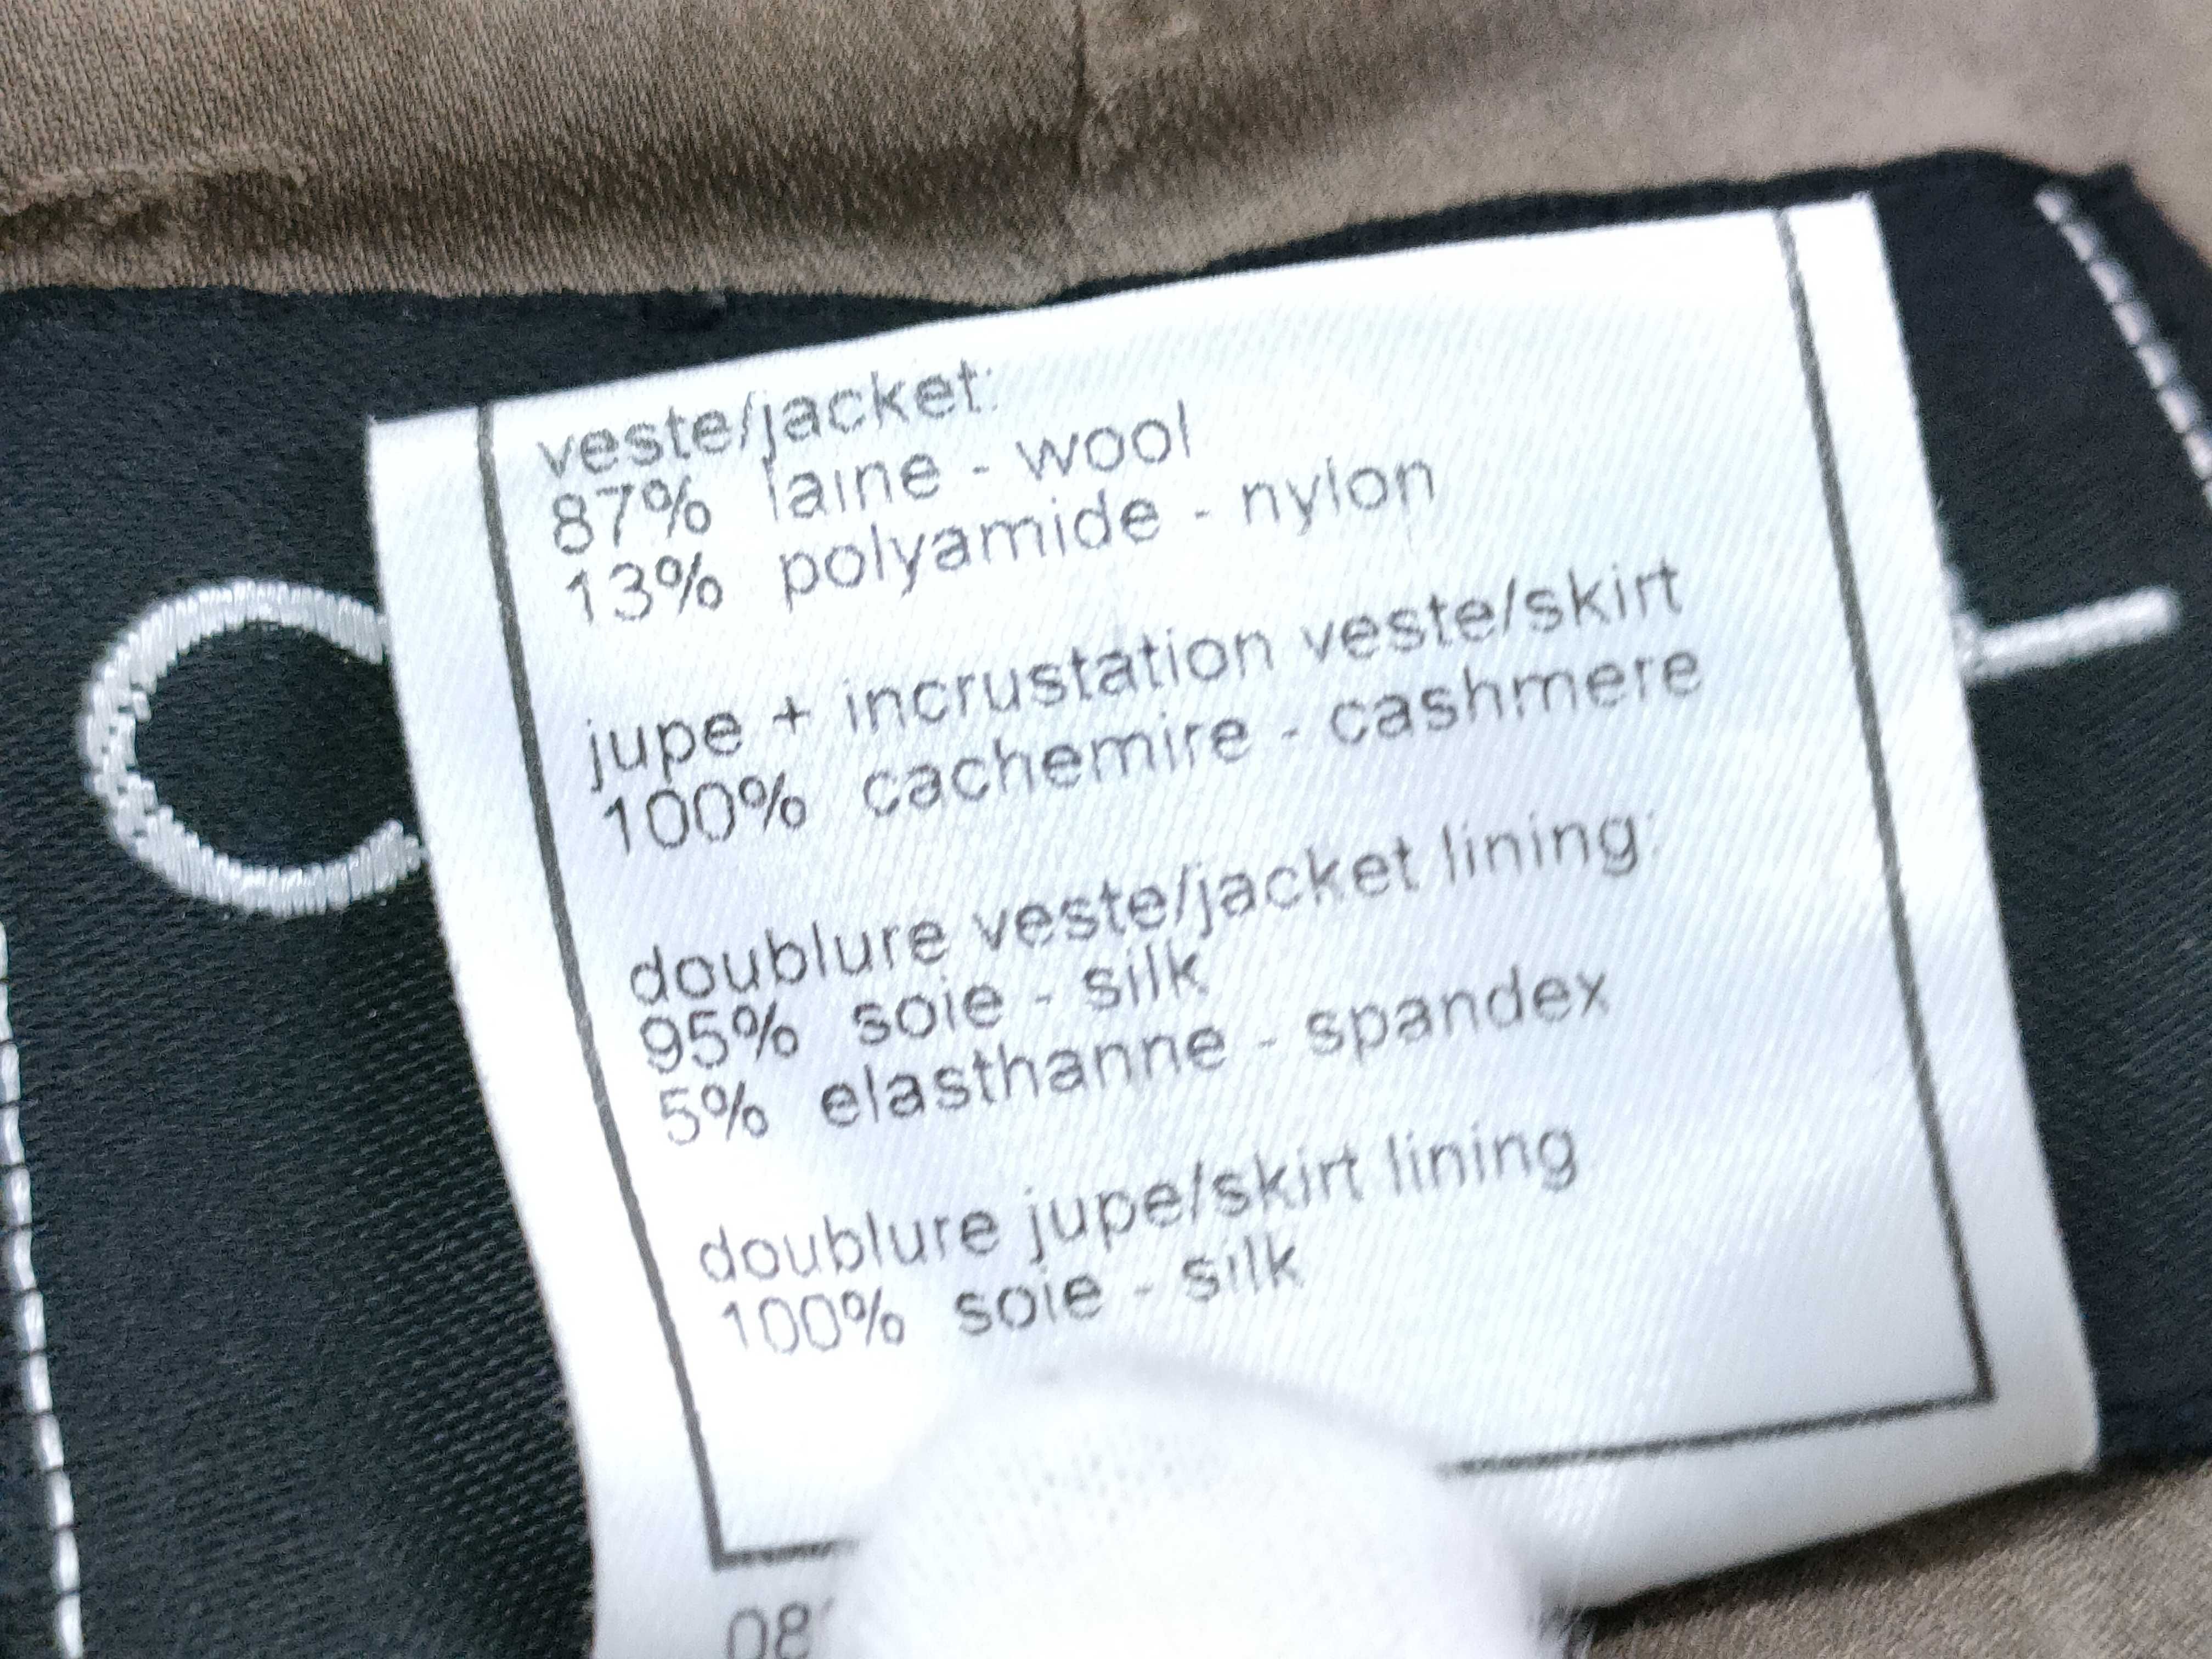 veste/jacket:
87% laine - wool
13% polyamide - nylon
jupe + incrustation veste/skirt
100% cachemire - cashmere
doublure veste/jacket lining:
95% soie - silk
5% elasthanne - spandex
doublure jupe/skirt lining
100% soie - silk